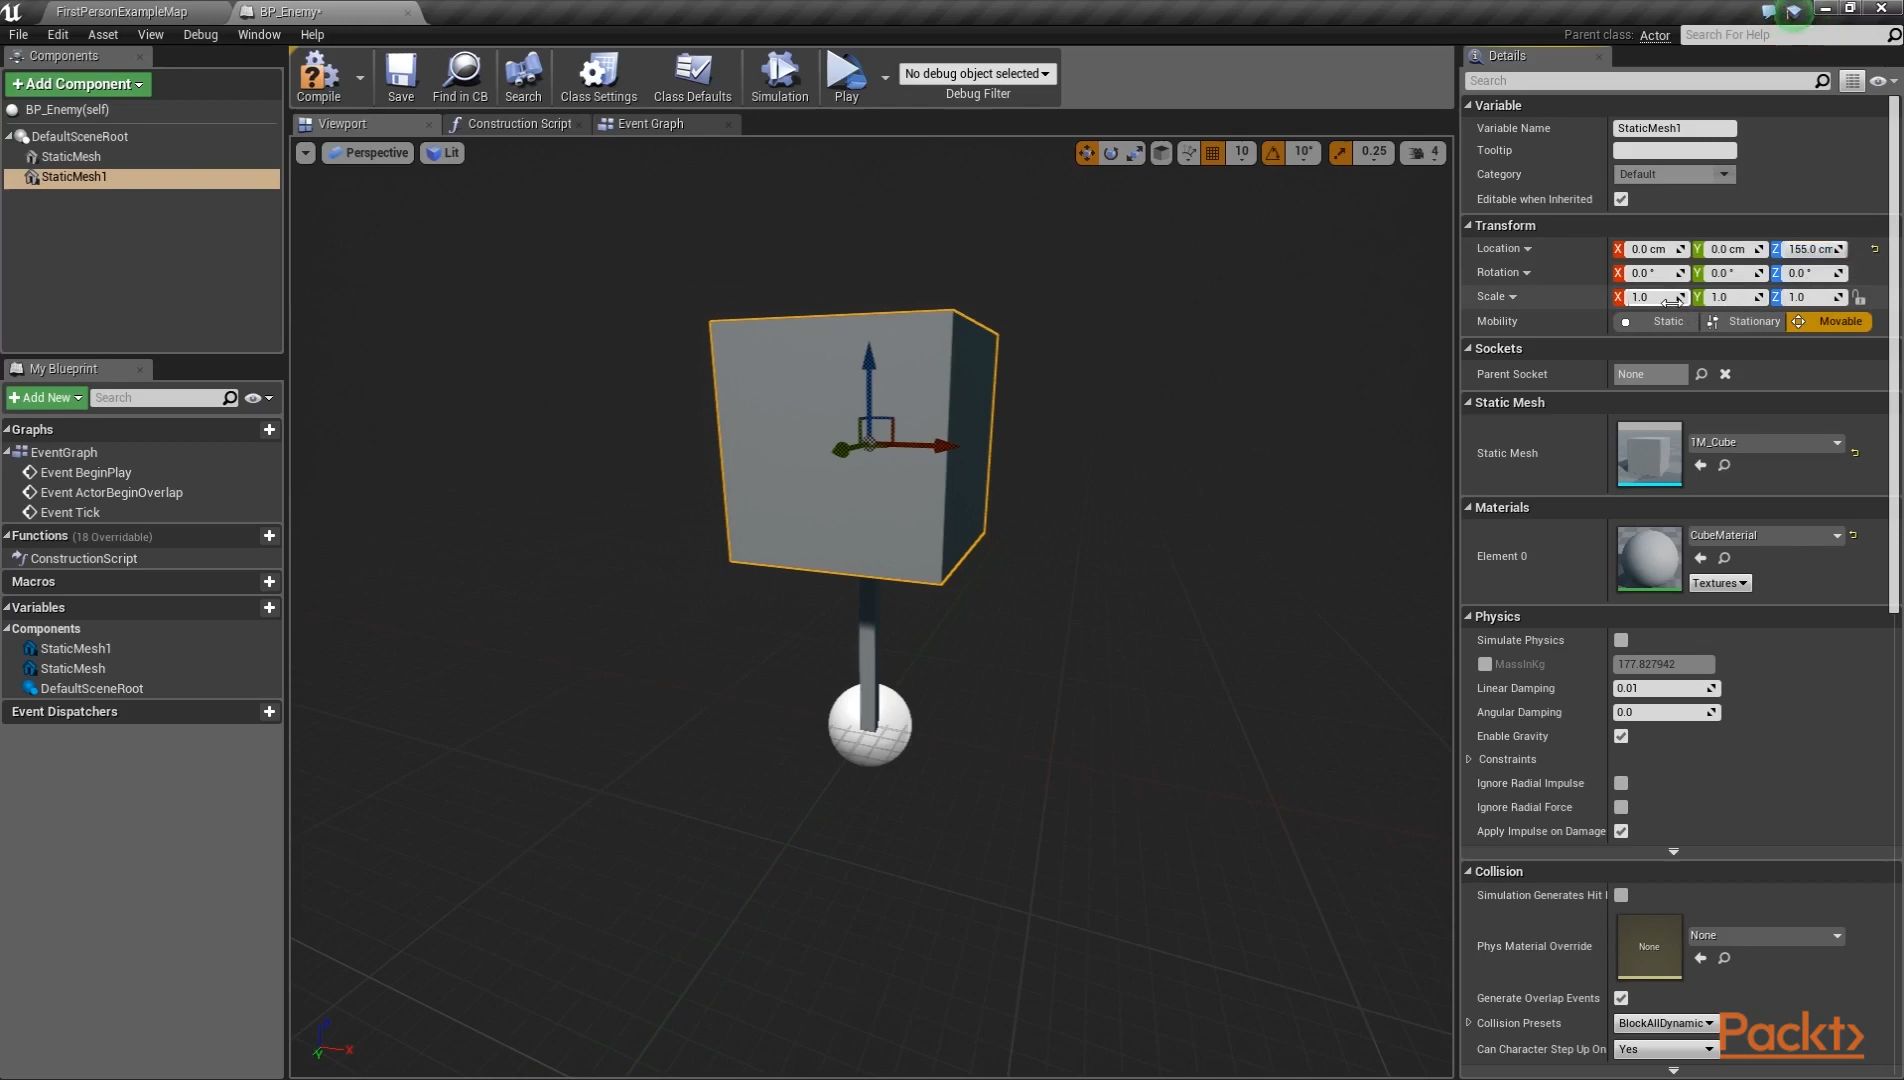 FirstPersonExampleMap
BP_Enemy*
File Edit Asset View Debug Window Help
Parent class: Actor
Search For Help
Components
+Add Component
BP_Enemy(self)
DefaultSceneRoot
StaticMesh
StaticMesh1
My Blueprint
+Add New
Search
Graphs
EventGraph
Event BeginPlay
Event ActorBeginOverlap
Event Tick
Functions (18 Overridable)
ConstructionScript
Macros
Variables
Components
StaticMesh1
StaticMesh
DefaultSceneRoot
Event Dispatchers
Compile
Save
Find in CB
Search
Class Settings
Class Defaults
Simulation
Play
No debug object selected
Debug Filter
Viewport
Construction Script
Event Graph
Perspective
Lit
10
10°
0.25
4
Z
X
Y
Details
Search
Variable
Variable Name StaticMesh1
Tooltip
Category Default
Editable when Inherited
Transform
Location X 0.0 cm Y 0.0 cm Z 155.0 cm
Rotation X 0.0 ° Y 0.0 ° Z 0.0 °
Scale X 1.0 Y 1.0 Z 1.0
Mobility Static Stationary Movable
Sockets
Parent Socket None
Static Mesh
Static Mesh 1M_Cube
Materials
Element 0 CubeMaterial
Textures
Physics
Simulate Physics
MassInKg 177.827942
Linear Damping 0.01
Angular Damping 0.0
Enable Gravity
Constraints
Ignore Radial Impulse
Ignore Radial Force
Apply Impulse on Damage
Collision
Simulation Generates Hit
Phys Material Override None None
Generate Overlap Events
Collision Presets BlockAllDynamic
Can Character Step Up On Yes
Packt>